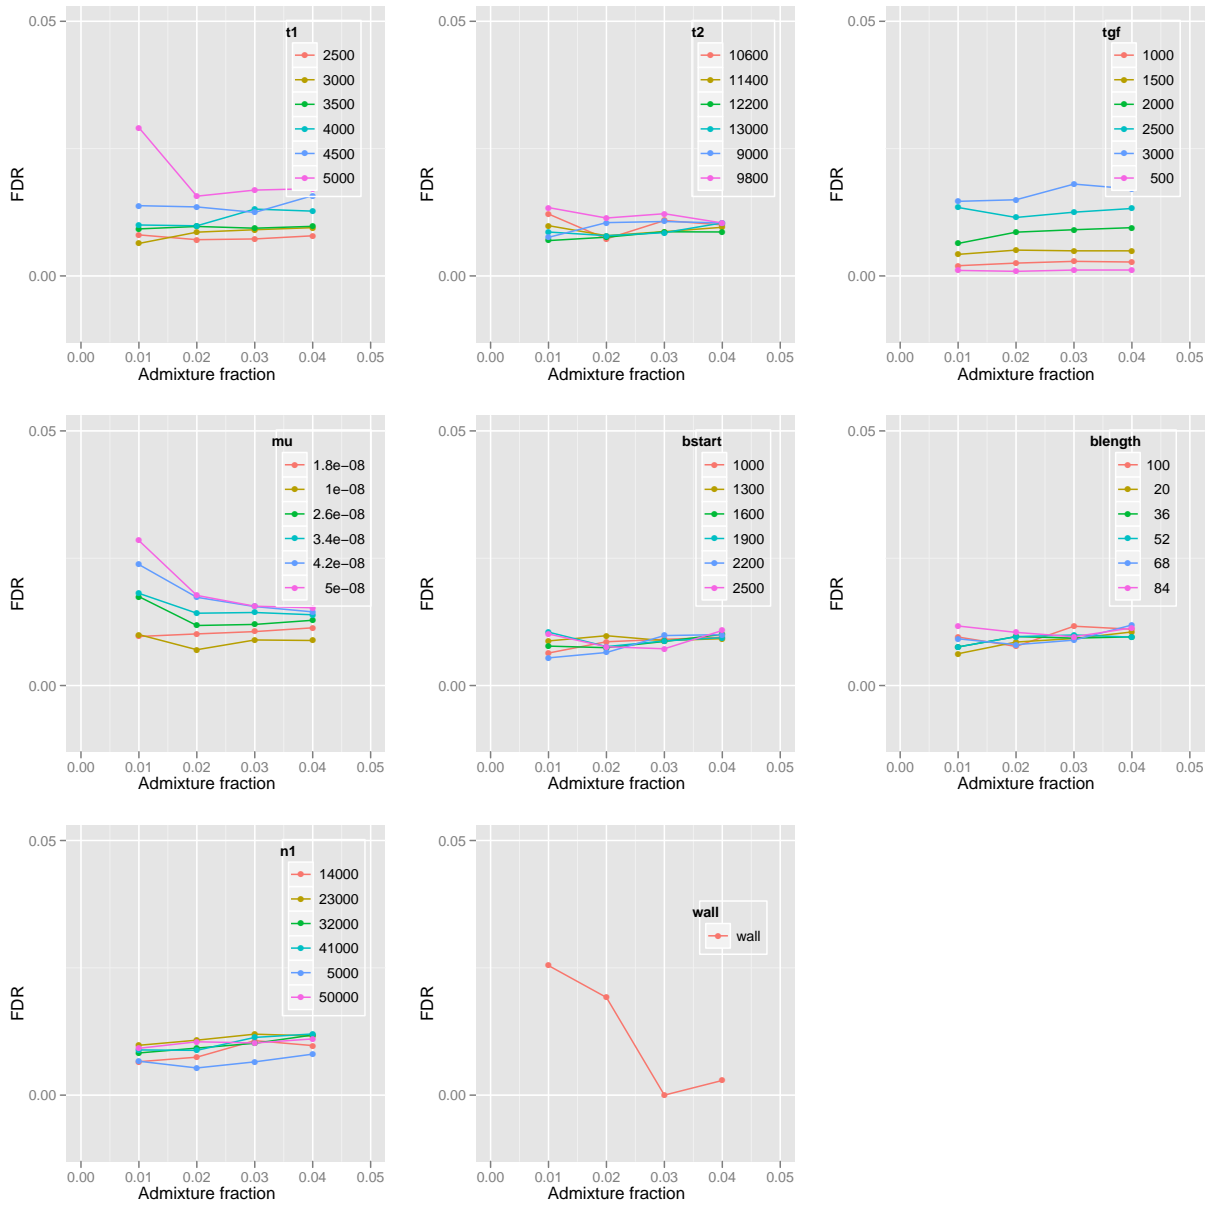 t1
2500
3000
3500
4000
4500
5000
0.05
0.00
FDR
0.00 0.01 0.02 0.03 0.04 0.05
Admixture fraction
t2
10600
11400
12200
13000
9000
9800
0.05
0.00
FDR
0.00 0.01 0.02 0.03 0.04 0.05
Admixture fraction
tgf
1000
1500
2000
2500
3000
500
0.05
0.00
FDR
0.00 0.01 0.02 0.03 0.04 0.05
Admixture fraction
mu
1.8e−08
1e−08
2.6e−08
3.4e−08
4.2e−08
5e−08
0.05
0.00
FDR
0.00 0.01 0.02 0.03 0.04 0.05
Admixture fraction
bstart
1000
1300
1600
1900
2200
2500
0.05
0.00
FDR
0.00 0.01 0.02 0.03 0.04 0.05
Admixture fraction
blength
100
20
36
52
68
84
0.05
0.00
FDR
0.00 0.01 0.02 0.03 0.04 0.05
Admixture fraction
n1
14000
23000
32000
41000
5000
50000
0.05
0.00
FDR
0.00 0.01 0.02 0.03 0.04 0.05
Admixture fraction
wall
wall
0.05
0.00
FDR
0.00 0.01 0.02 0.03 0.04 0.05
Admixture fraction